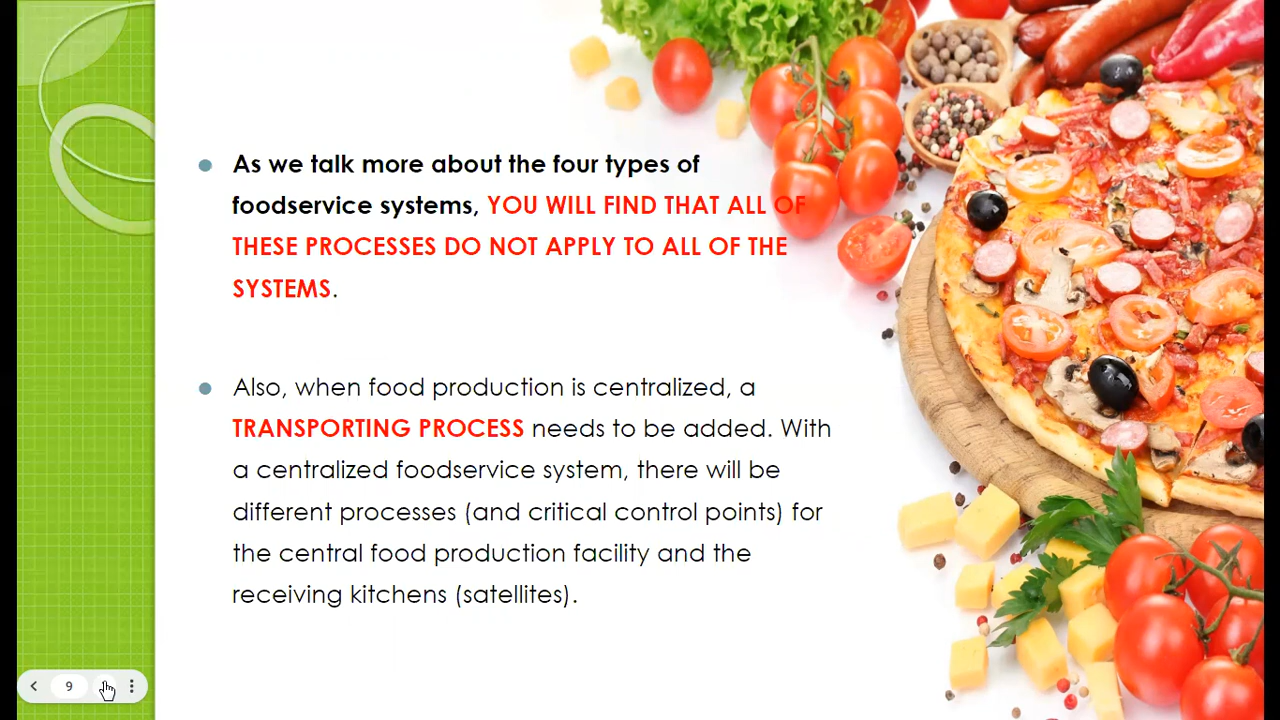 As we talk more about the four types of
foodservice systems, YOU WILL FIND THAT ALL OF
THESE PROCESSES DO NOT APPLY TO ALL OF THE
SYSTEMS.
Also, when food production is centralized, a
TRANSPORTING PROCESS needs to be added. With
a centralized foodservice system, there will be
different processes (and critical control points) for
the central food production facility and the
receiving kitchens (satellites).
9